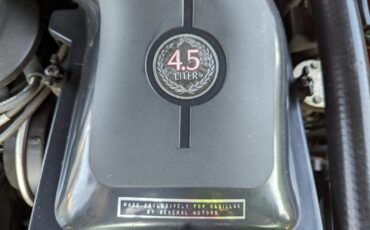 4.5
LITER
MADE EXCLUSIVELY FOR CADILLAC
BY GENERAL MOTORS